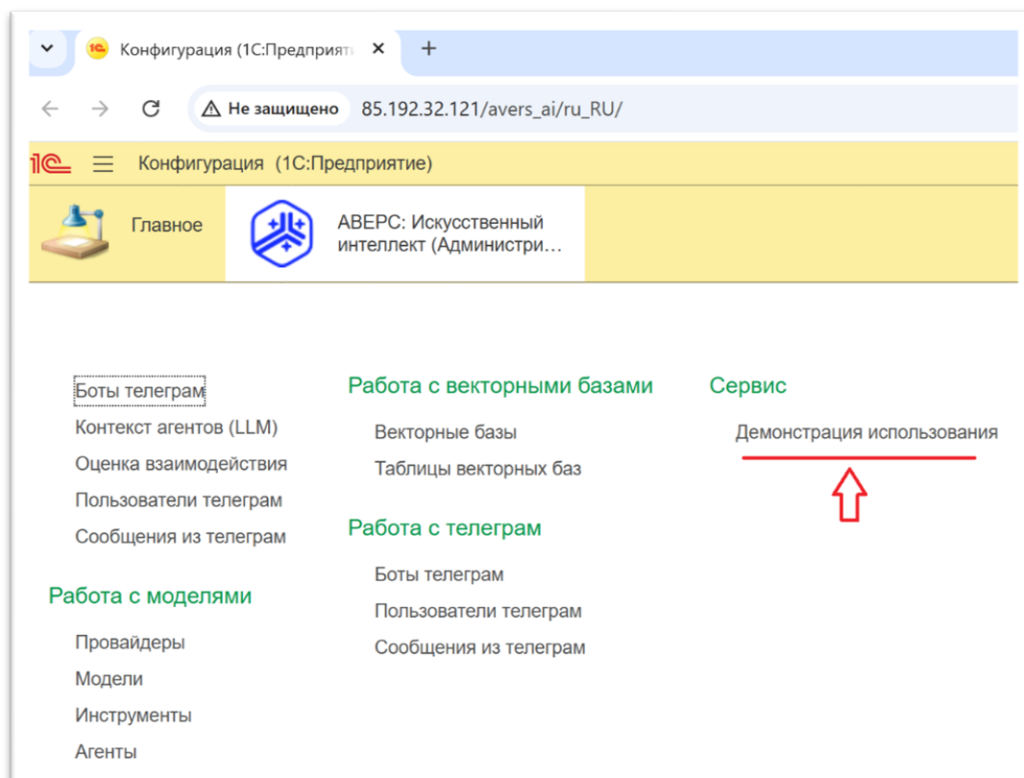 Конфигурация (1С:Предприяти
Не защищено
85.192.32.121/avers_ai/ru_RU/
1С
Конфигурация (1С:Предприятие)
Главное
АВЕРС: Искусственный
интеллект (Администри...
Боты телеграм
Контекст агентов (LLM)
Оценка взаимодействия
Пользователи телеграм
Сообщения из телеграм
Работа с моделями
Провайдеры
Модели
Инструменты
Агенты
Работа с векторными базами
Векторные базы
Таблицы векторных баз
Работа с телеграм
Боты телеграм
Пользователи телеграм
Сообщения из телеграм
Сервис
Демонстрация использования